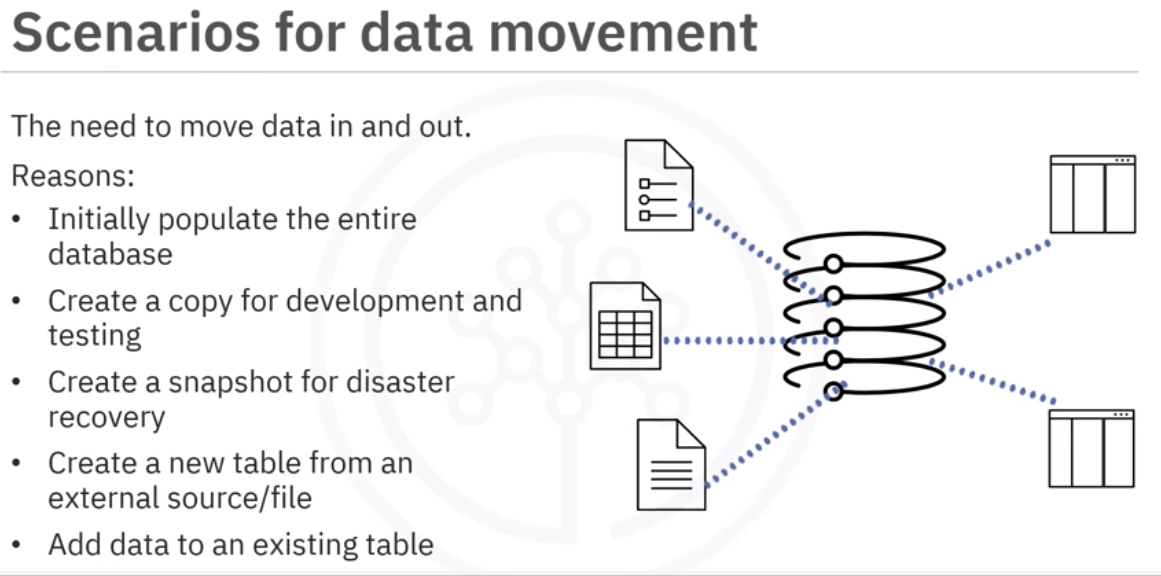 Scenarios for data movement
The need to move data in and out.
Reasons:
• Initially populate the entire
database
• Create a copy for development and
testing
• Create a snapshot for disaster
recovery
• Create a new table from an
external source/file
• Add data to an existing table